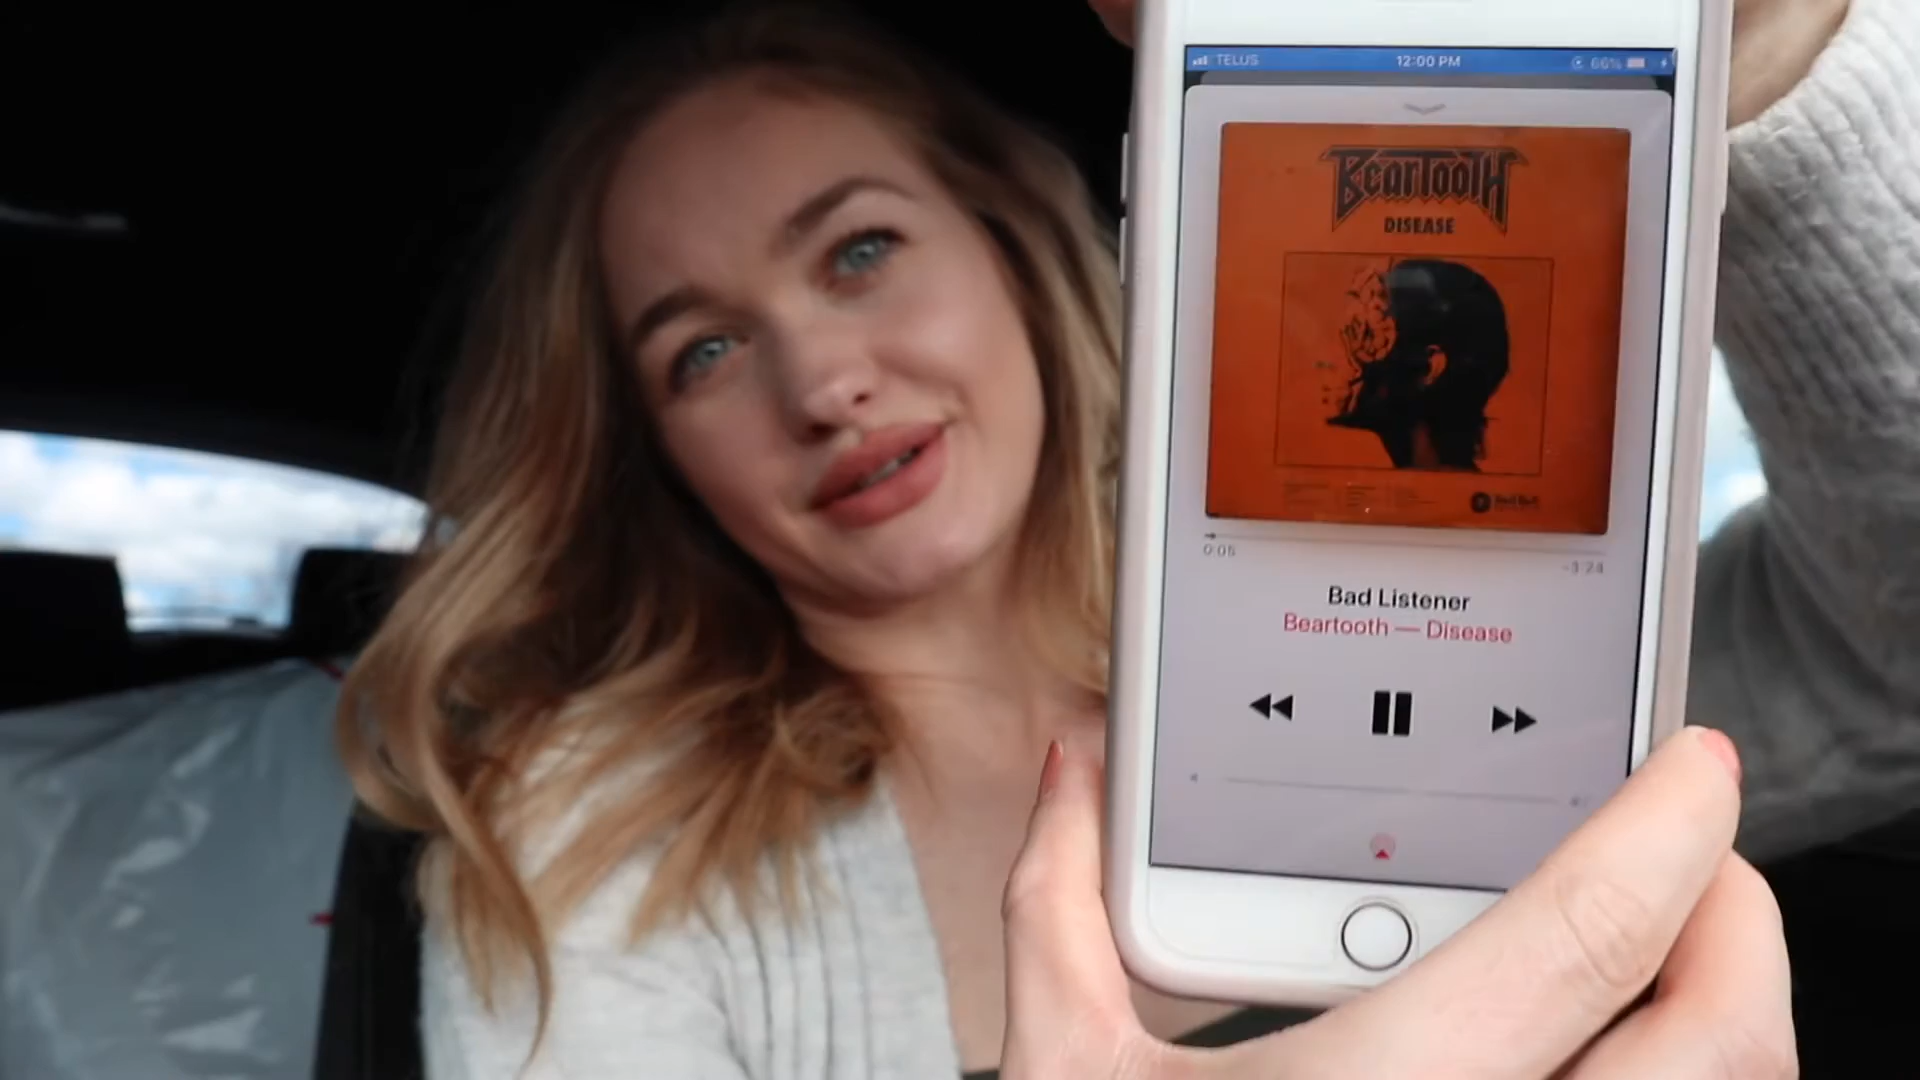 TELUS 12:00 PM 66%
BEARTOOTH
DISEASE
0:05 -3:24
Bad Listener
Beartooth — Disease